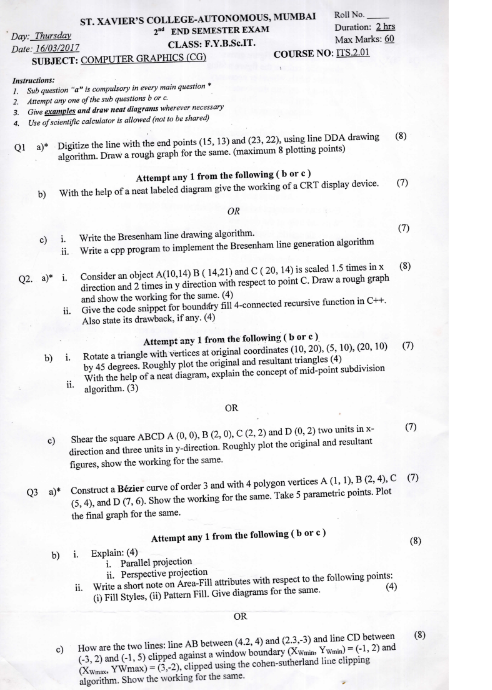 ST. XAVIER'S COLLEGE-AUTONOMOUS, MUMBAI
Roll No. _____
Day: Thursday
2nd END SEMESTER EXAM
Duration: 2 hrs
Date: 16/03/2017
CLASS: F.Y.B.Sc.IT.
Max Marks: 60
SUBJECT: COMPUTER GRAPHICS (CG)
COURSE NO: ITS.2.01
Instructions:
1. Sub question "a" is compulsory in every main question *
2. Attempt any one of the sub questions b or c.
3. Give examples and draw neat diagrams wherever necessary
4. Use of scientific calculator is allowed (not to be shared)
Q1 a)* Digitize the line with the end points (15, 13) and (23, 22), using line DDA drawing (8)
algorithm. Draw a rough graph for the same. (maximum 8 plotting points)
Attempt any 1 from the following ( b or c )
b) With the help of a neat labeled diagram give the working of a CRT display device. (7)
OR
(7)
c) i. Write the Bresenham line drawing algorithm.
ii. Write a cpp program to implement the Bresenham line generation algorithm
Q2. a)* i. Consider an object A(10,14) B ( 14,21) and C ( 20, 14) is scaled 1.5 times in x (8)
direction and 2 times in y direction with respect to point C. Draw a rough graph
and show the working for the same. (4)
ii. Give the code snippet for boundary fill 4-connected recursive function in C++.
Also state its drawback, if any. (4)
Attempt any 1 from the following ( b or c )
b) i. Rotate a triangle with vertices at original coordinates (10, 20), (5, 10), (20, 10) (7)
by 45 degrees. Roughly plot the original and resultant triangles (4)
ii. With the help of a neat diagram, explain the concept of mid-point subdivision
algorithm. (3)
OR
c) Shear the square ABCD A (0, 0), B (2, 0), C (2, 2) and D (0, 2) two units in x- (7)
direction and three units in y-direction. Roughly plot the original and resultant
figures, show the working for the same.
Q3 a)* Construct a Bézier curve of order 3 and with 4 polygon vertices A (1, 1), B (2, 4), C (7)
(5, 4), and D (7, 6). Show the working for the same. Take 5 parametric points. Plot
the final graph for the same.
Attempt any 1 from the following ( b or c )
(8)
b) i. Explain: (4)
i. Parallel projection
ii. Perspective projection
ii. Write a short note on Area-Fill attributes with respect to the following points:
(i) Fill Styles, (ii) Pattern Fill. Give diagrams for the same. (4)
OR
c) How are the two lines: line AB between (4.2, 4) and (2.3,-3) and line CD between (8)
(-3, 2) and (-1, 5) clipped against a window boundary (Xwmin, Ywmin) = (-1, 2) and
(Xwmax, YWmax) = (3,-2), clipped using the cohen-sutherland line clipping
algorithm. Show the working for the same.